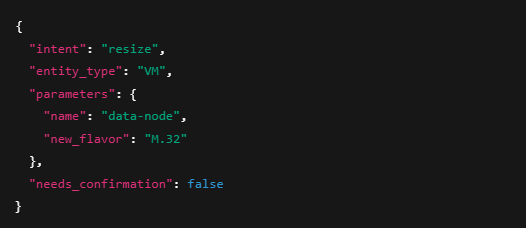 {
  "intent": "resize",
  "entity_type": "VM",
  "parameters": {
    "name": "data-node",
    "new_flavor": "M.32"
  },
  "needs_confirmation": false
}